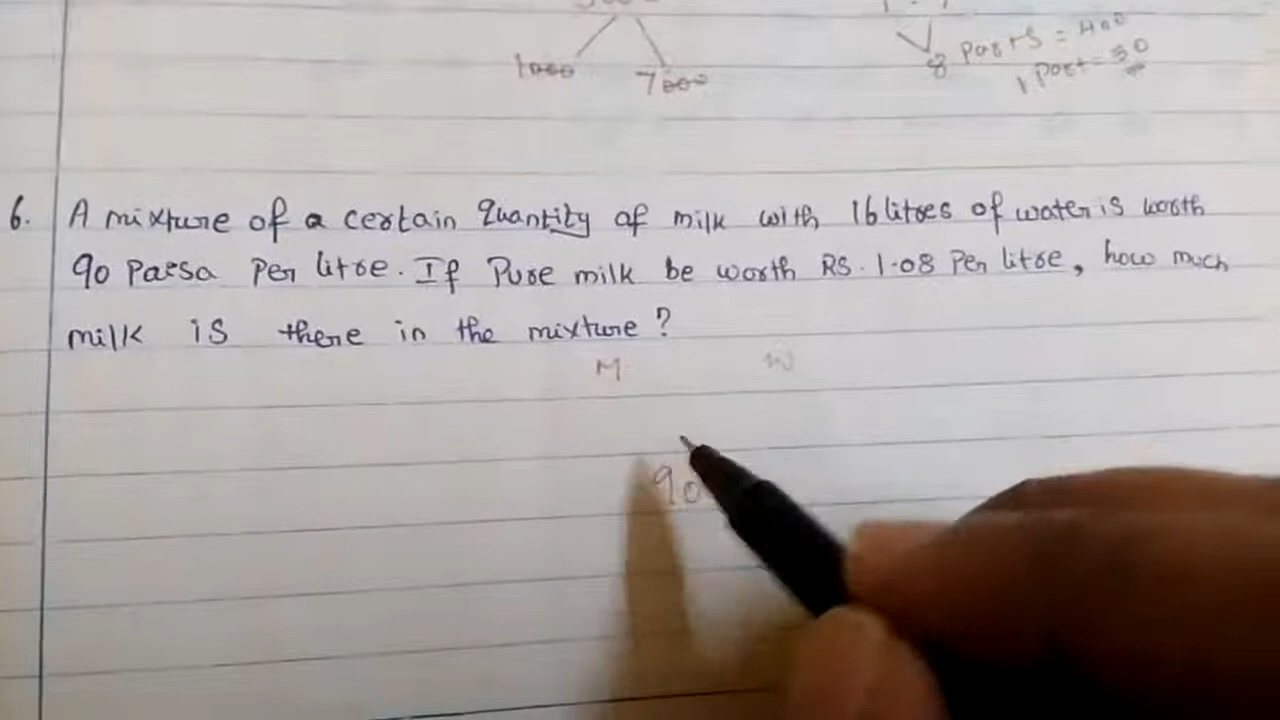 1000 7000
8 parts = 400
1 part = 50
6. A mixture of a certain quantity of milk with 16 litres of water is worth
90 Paisa Per litre. If Pure milk be worth RS. 1.08 Per litre, how much
milk is there in the mixture?
M W
90